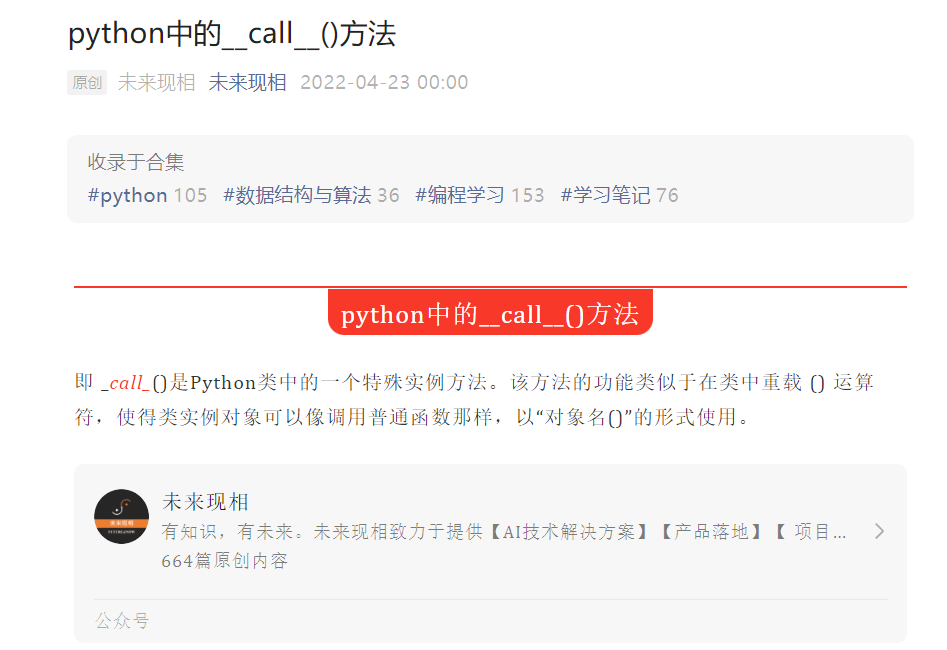 python中的__call__()方法
原创 未来现相 未来现相 2022-04-23 00:00
收录于合集
#python 105 #数据结构与算法 36 #编程学习 153 #学习笔记 76
python中的__call__()方法
即 _call_()是Python类中的一个特殊实例方法。该方法的功能类似于在类中重载 () 运算
符，使得类实例对象可以像调用普通函数那样，以“对象名()”的形式使用。
未来现相
有知识，有未来。未来现相致力于提供【AI技术解决方案】【产品落地】【 项目...
664篇原创内容
公众号
未来现相